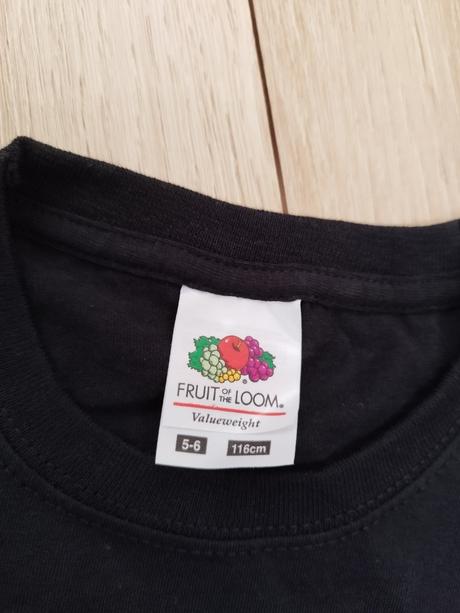 FRUIT OF THE LOOM®
Valueweight
5-6 116cm